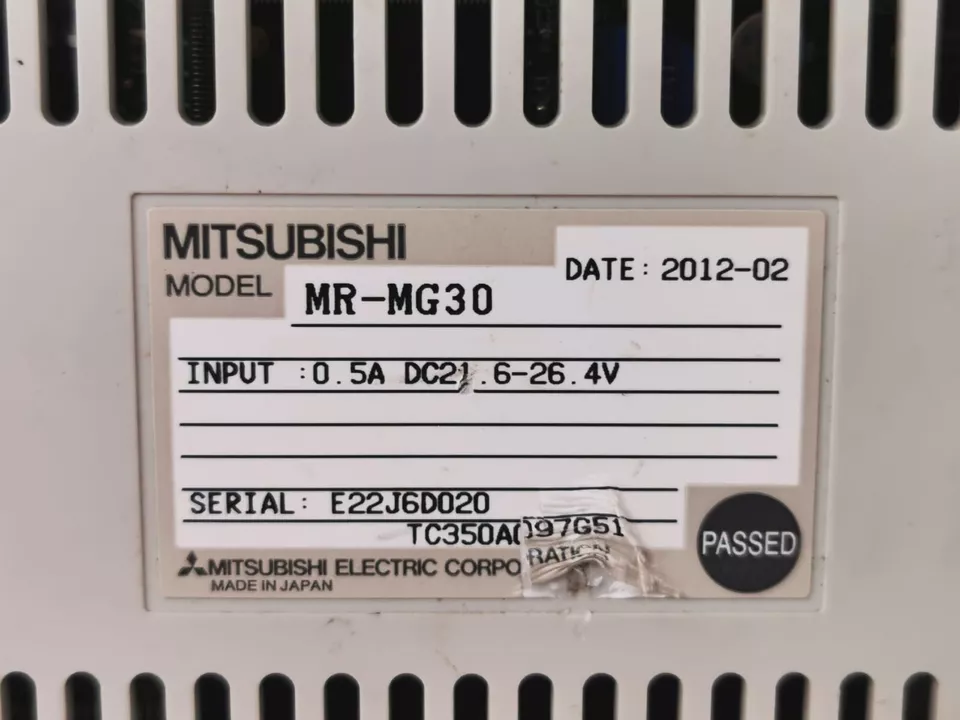 MITSUBISHI
DATE: 2012-02
MODEL MR-MG30
INPUT :0.5A DC21.6-26.4V
SERIAL: E22J6D020
TC350A097G51
PASSED
MITSUBISHI ELECTRIC CORPORATION
MADE IN JAPAN